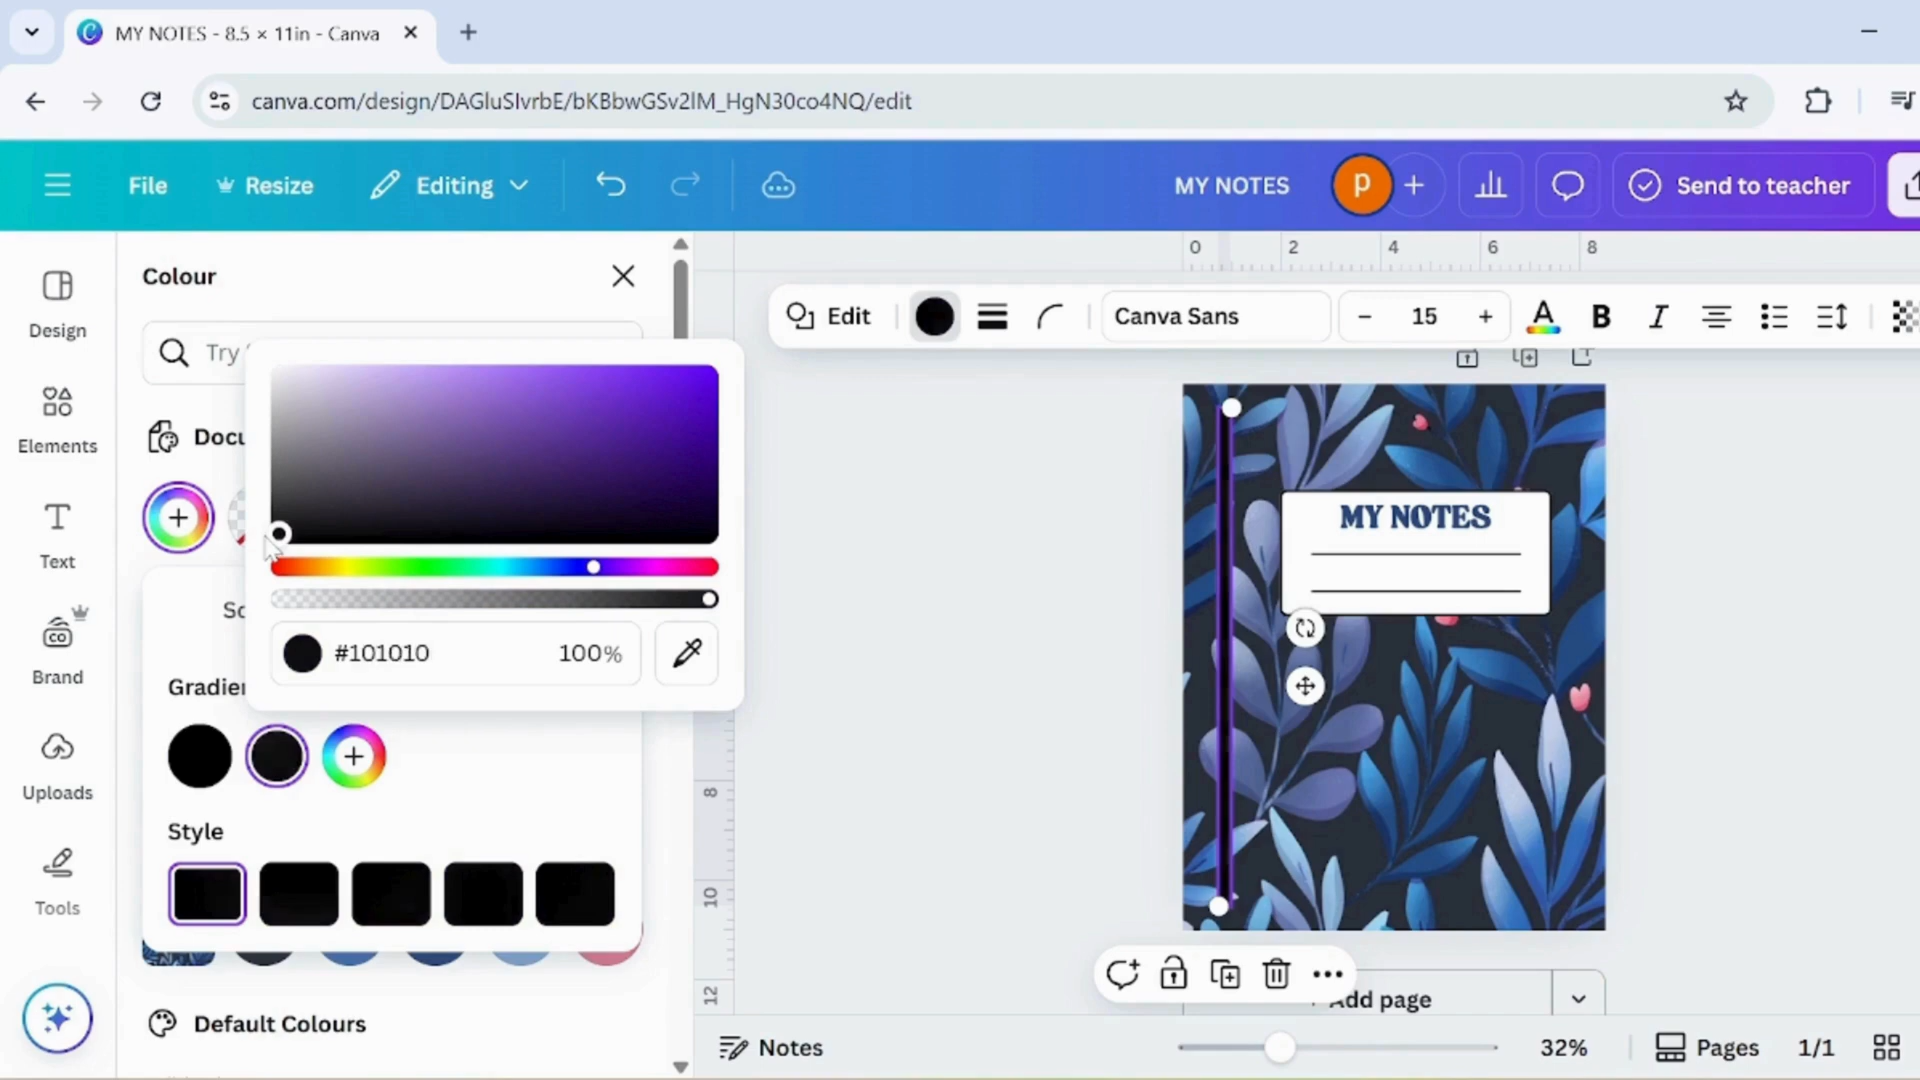 MY NOTES - 8.5 × 11in - Canva
canva.com/design/DAGluSIvrbE/bKBbwGSv2lM_HgN30co4NQ/edit
File
Resize
Editing
MY NOTES
p
Send to teacher
Design
Elements
Text
Brand
Uploads
Tools
Colour
Try
Docu
So
#101010
100%
Gradien
Style
Default Colours
0
2
4
6
8
Edit
Canva Sans
15
A
B
I
8
10
12
MY NOTES
Add page
Notes
32%
Pages
1/1